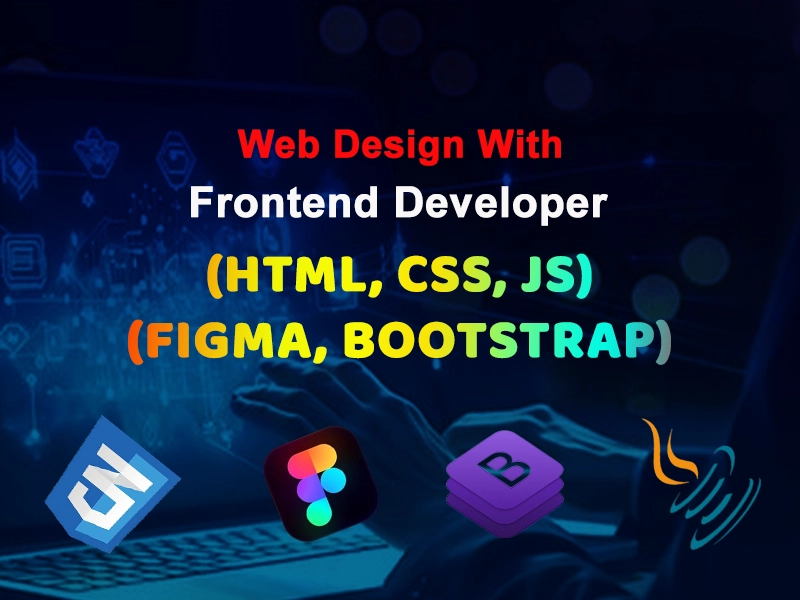 Web Design With
Frontend Developer
(HTML, CSS, JS)
(FIGMA, BOOTSTRAP)
B